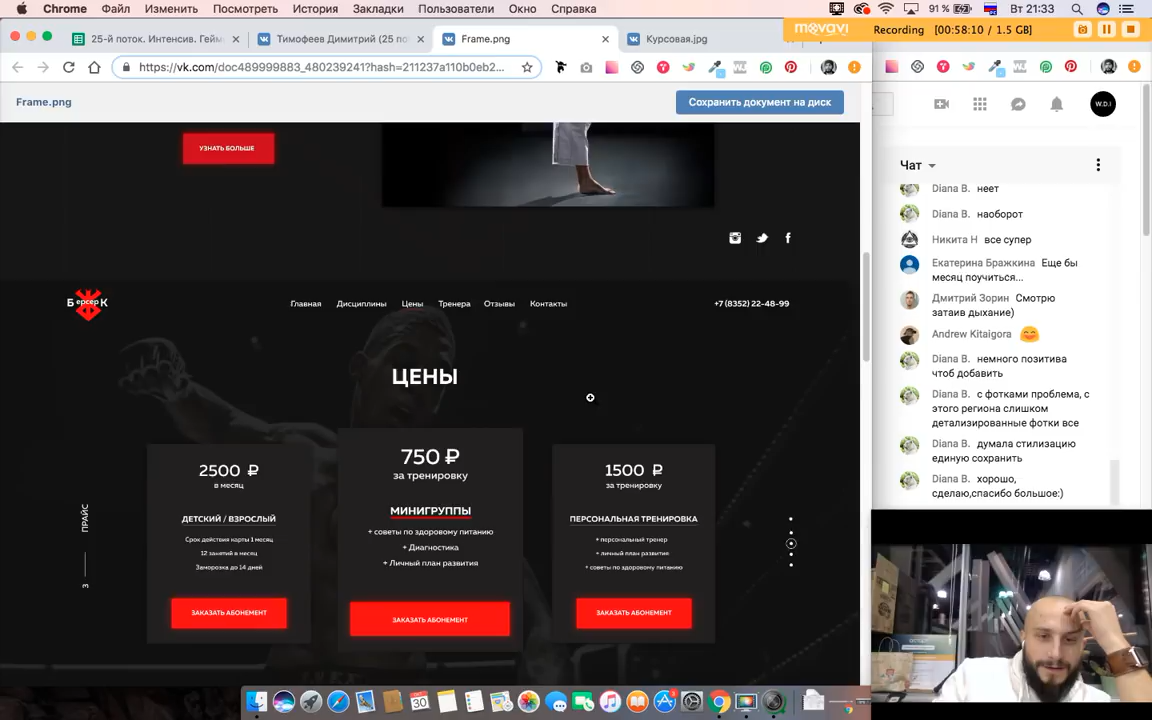 Chrome Файл Изменить Посмотреть История Закладки Люди Окно Справка
91 % Вт 21:33
25-й поток. Интенсив. Гейм
Тимофеев Димитрий (25 по
Frame.png
Курсовая.jpg
movavi
Recording [00:58:10 / 1.5 GB]
https://vk.com/doc489999883_480239241?hash=211237a110b0eb2...
Frame.png
Сохранить документ на диск
W.D.I
УЗНАТЬ БОЛЬШЕ
БерсерК
Главная Дисциплины Цены Тренера Отзывы Контакты
+7 (8352) 22-48-99
ЦЕНЫ
2500 ₽
в месяц
ДЕТСКИЙ / ВЗРОСЛЫЙ
Срок действия карты 1 месяц
12 занятий в месяц
Заморозка до 14 дней
ЗАКАЗАТЬ АБОНЕМЕНТ
750 ₽
за тренировку
МИНИГРУППЫ
+ советы по здоровому питанию
+ Диагностика
+ Личный план развития
ЗАКАЗАТЬ АБОНЕМЕНТ
1500 ₽
за тренировку
ПЕРСОНАЛЬНАЯ ТРЕНИРОВКА
+ персональный тренер
+ личный план развития
+ советы по здоровому питанию
ЗАКАЗАТЬ АБОНЕМЕНТ
3 ПРАЙС
Чат
Diana B. неет
Diana B. наоборот
Никита Н все супер
Екатерина Бражкина Еще бы
месяц поучиться...
Дмитрий Зорин Смотрю
затаив дыхание)
Andrew Kitaigora
Diana B. немного позитива
чтоб добавить
Diana B. с фотками проблема, с
этого региона слишком
детализированные фотки все
Diana B. думала стилизацию
единую сохранить
Diana B. хорошо,
сделаю,спасибо большое:)
30